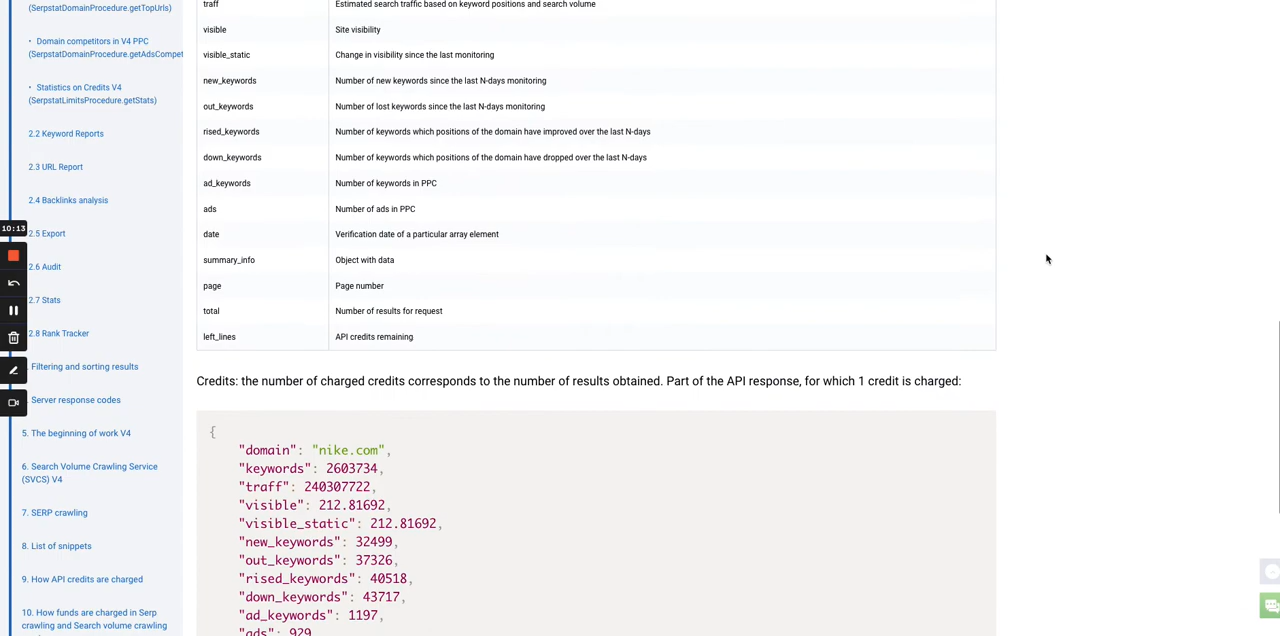 (SerpstatDomainProcedure.getTopUrls)
• Domain competitors in V4 PPC
(SerpstatDomainProcedure.getAdsCompet
• Statistics on Credits V4
(SerpstatLimitsProcedure.getStats)
2.2 Keyword Reports
2.3 URL Report
2.4 Backlinks analysis
10:13
2.5 Export
2.6 Audit
2.7 Stats
2.8 Rank Tracker
. Filtering and sorting results
. Server response codes
5. The beginning of work V4
6. Search Volume Crawling Service
(SVCS) V4
7. SERP crawling
8. List of snippets
9. How API credits are charged
10. How funds are charged in Serp
crawling and Search volume crawling
traff Estimated search traffic based on keyword positions and search volume
visible Site visibility
visible_static Change in visibility since the last monitoring
new_keywords Number of new keywords since the last N-days monitoring
out_keywords Number of lost keywords since the last N-days monitoring
rised_keywords Number of keywords which positions of the domain have improved over the last N-days
down_keywords Number of keywords which positions of the domain have dropped over the last N-days
ad_keywords Number of keywords in PPC
ads Number of ads in PPC
date Verification date of a particular array element
summary_info Object with data
page Page number
total Number of results for request
left_lines API credits remaining
Credits: the number of charged credits corresponds to the number of results obtained. Part of the API response, for which 1 credit is charged:
{
"domain": "nike.com",
"keywords": 2603734,
"traff": 240307722,
"visible": 212.81692,
"visible_static": 212.81692,
"new_keywords": 32499,
"out_keywords": 37326,
"rised_keywords": 40518,
"down_keywords": 43717,
"ad_keywords": 1197,
"ads": 929